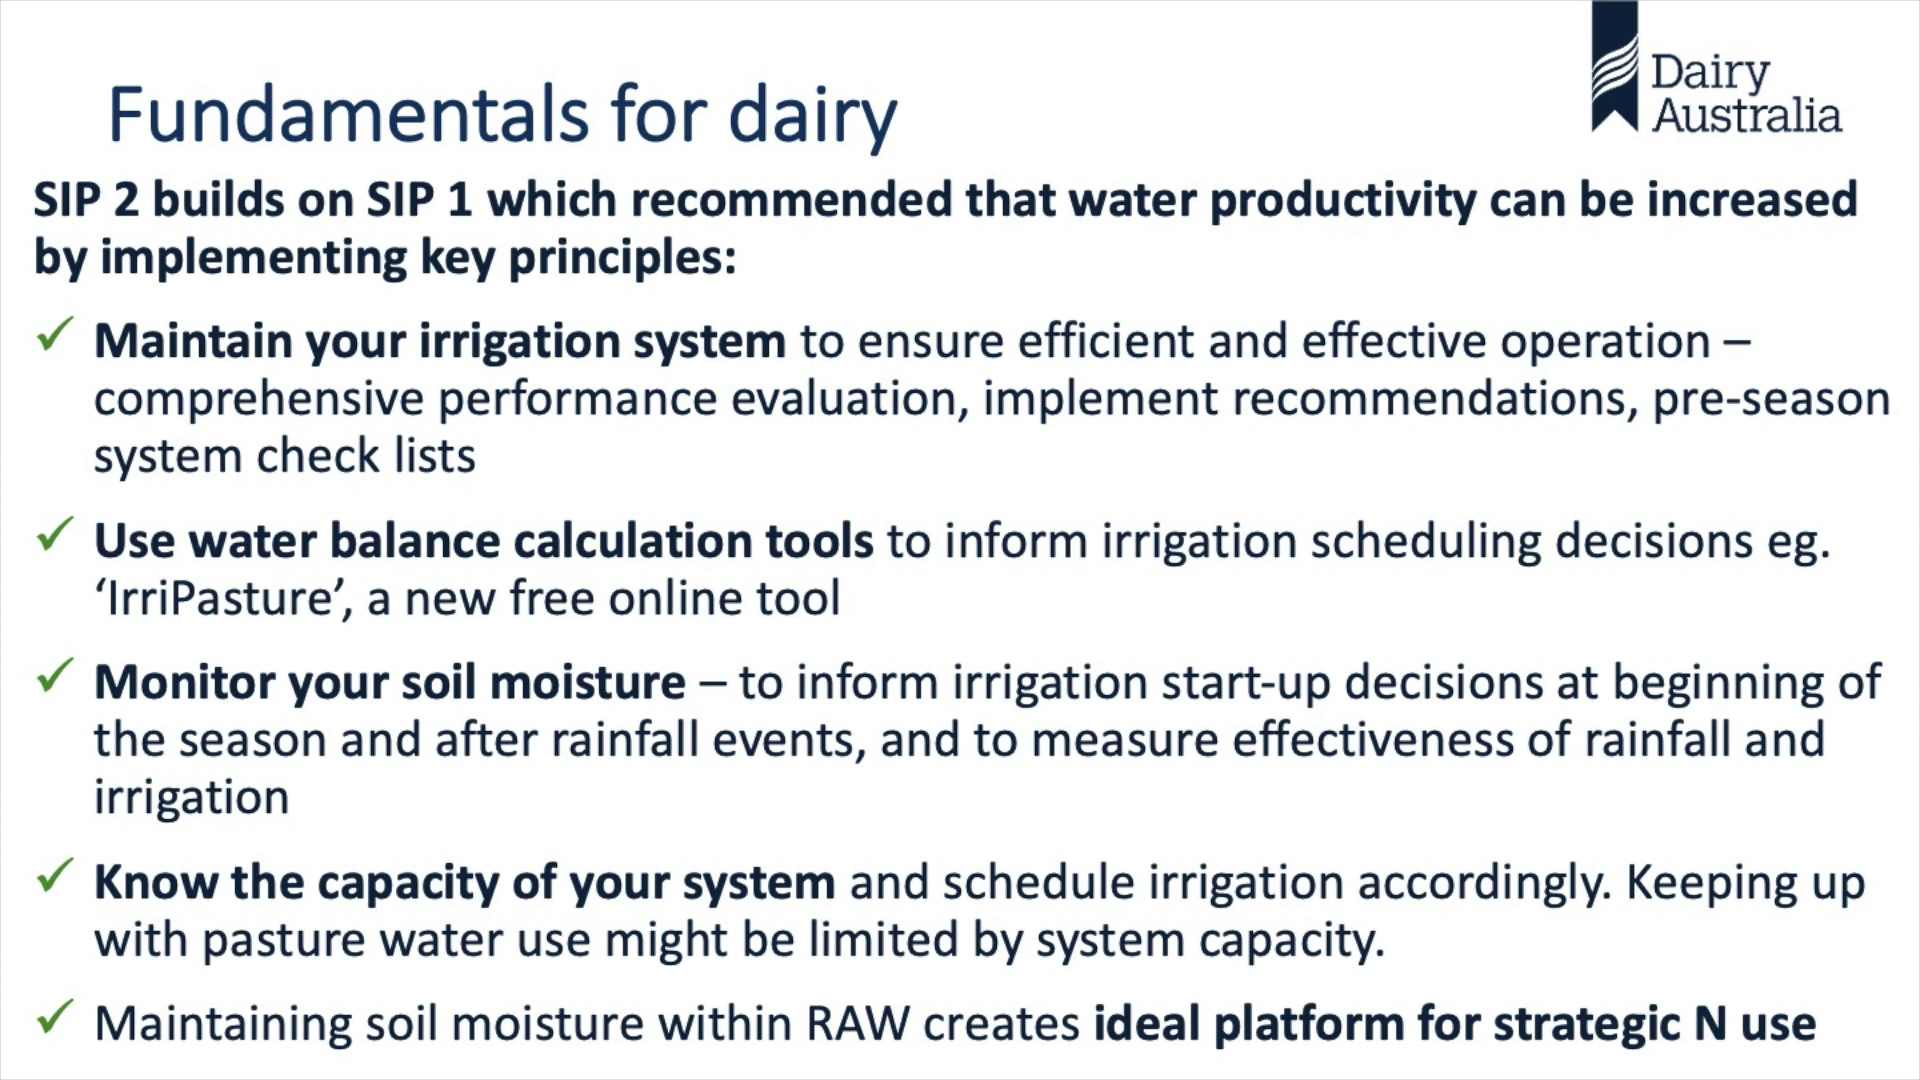 Dairy
Australia
Fundamentals for dairy
SIP 2 builds on SIP 1 which recommended that water productivity can be increased
by implementing key principles:
✓ Maintain your irrigation system to ensure efficient and effective operation –
comprehensive performance evaluation, implement recommendations, pre-season
system check lists
✓ Use water balance calculation tools to inform irrigation scheduling decisions eg.
‘IrriPasture’, a new free online tool
✓ Monitor your soil moisture – to inform irrigation start-up decisions at beginning of
the season and after rainfall events, and to measure effectiveness of rainfall and
irrigation
✓ Know the capacity of your system and schedule irrigation accordingly. Keeping up
with pasture water use might be limited by system capacity.
✓ Maintaining soil moisture within RAW creates ideal platform for strategic N use